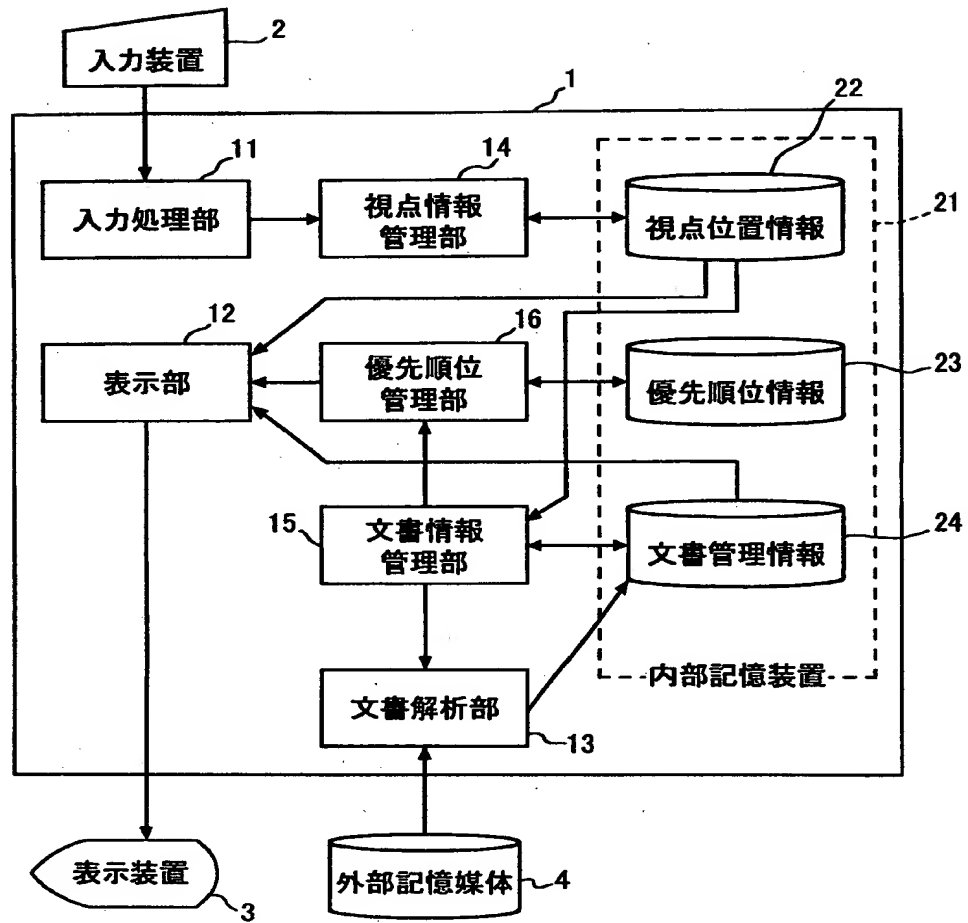 2
入力装置
1
22
11
14
21
入力処理部
視点情報
管理部
視点位置情報
12
16
23
表示部
優先順位
管理部
優先順位情報
15
文書情報
管理部
24
文書管理情報
内部記憶装置
文書解析部
13
表示装置
3
外部記憶媒体
4